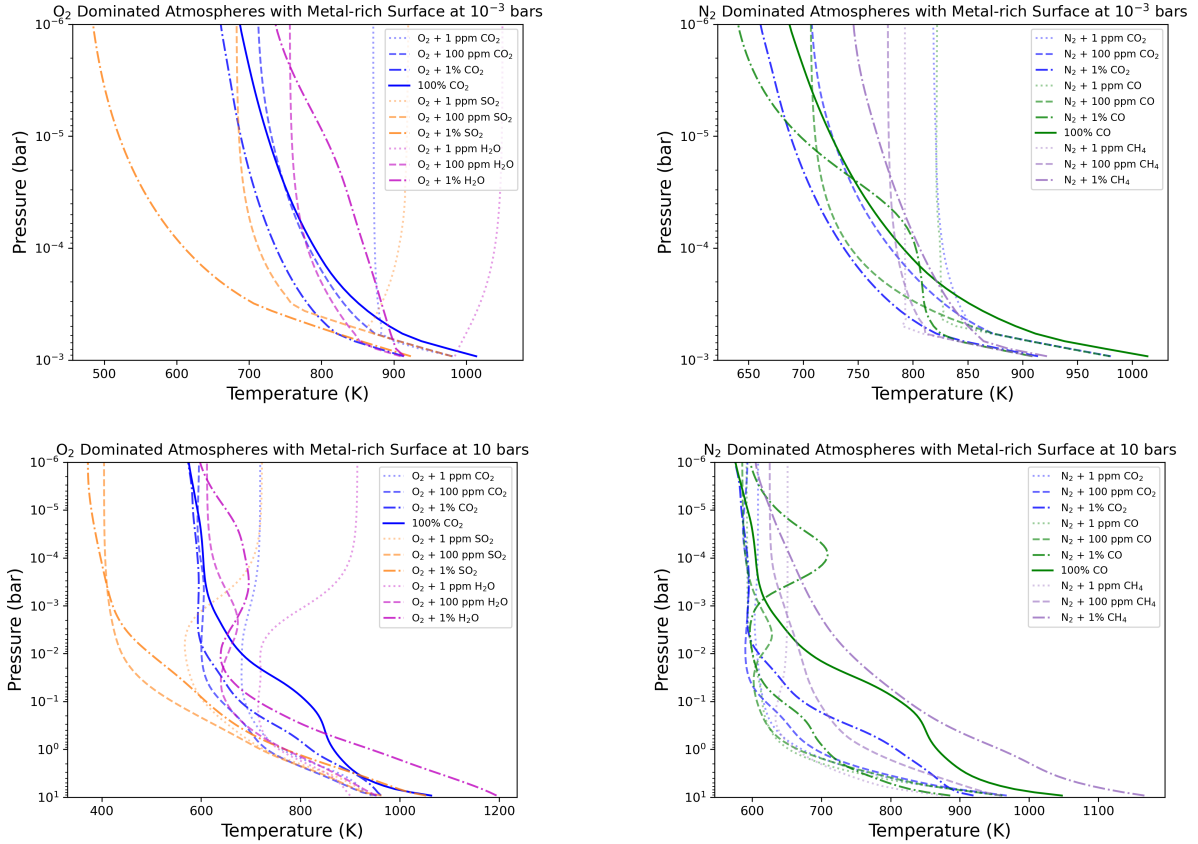 O₂ Dominated Atmospheres with Metal-rich Surface at 10⁻³ bars
10⁻⁶
10⁻⁵
10⁻⁴
10⁻³
Pressure (bar)
O₂ + 1 ppm CO₂
O₂ + 100 ppm CO₂
O₂ + 1% CO₂
100% CO₂
O₂ + 1 ppm SO₂
O₂ + 100 ppm SO₂
O₂ + 1% SO₂
O₂ + 1 ppm H₂O
O₂ + 100 ppm H₂O
O₂ + 1% H₂O
500 600 700 800 900 1000
Temperature (K)
N₂ Dominated Atmospheres with Metal-rich Surface at 10⁻³ bars
10⁻⁶
10⁻⁵
10⁻⁴
10⁻³
Pressure (bar)
N₂ + 1 ppm CO₂
N₂ + 100 ppm CO₂
N₂ + 1% CO₂
N₂ + 1 ppm CO
N₂ + 100 ppm CO
N₂ + 1% CO
100% CO
N₂ + 1 ppm CH₄
N₂ + 100 ppm CH₄
N₂ + 1% CH₄
650 700 750 800 850 900 950 1000
Temperature (K)
O₂ Dominated Atmospheres with Metal-rich Surface at 10 bars
10⁻⁶
10⁻⁵
10⁻⁴
10⁻³
10⁻²
10⁻¹
10⁰
10¹
Pressure (bar)
O₂ + 1 ppm CO₂
O₂ + 100 ppm CO₂
O₂ + 1% CO₂
100% CO₂
O₂ + 1 ppm SO₂
O₂ + 100 ppm SO₂
O₂ + 1% SO₂
O₂ + 1 ppm H₂O
O₂ + 100 ppm H₂O
O₂ + 1% H₂O
400 600 800 1000 1200
Temperature (K)
N₂ Dominated Atmospheres with Metal-rich Surface at 10 bars
10⁻⁶
10⁻⁵
10⁻⁴
10⁻³
10⁻²
10⁻¹
10⁰
10¹
Pressure (bar)
N₂ + 1 ppm CO₂
N₂ + 100 ppm CO₂
N₂ + 1% CO₂
N₂ + 1 ppm CO
N₂ + 100 ppm CO
N₂ + 1% CO
100% CO
N₂ + 1 ppm CH₄
N₂ + 100 ppm CH₄
N₂ + 1% CH₄
600 700 800 900 1000 1100
Temperature (K)